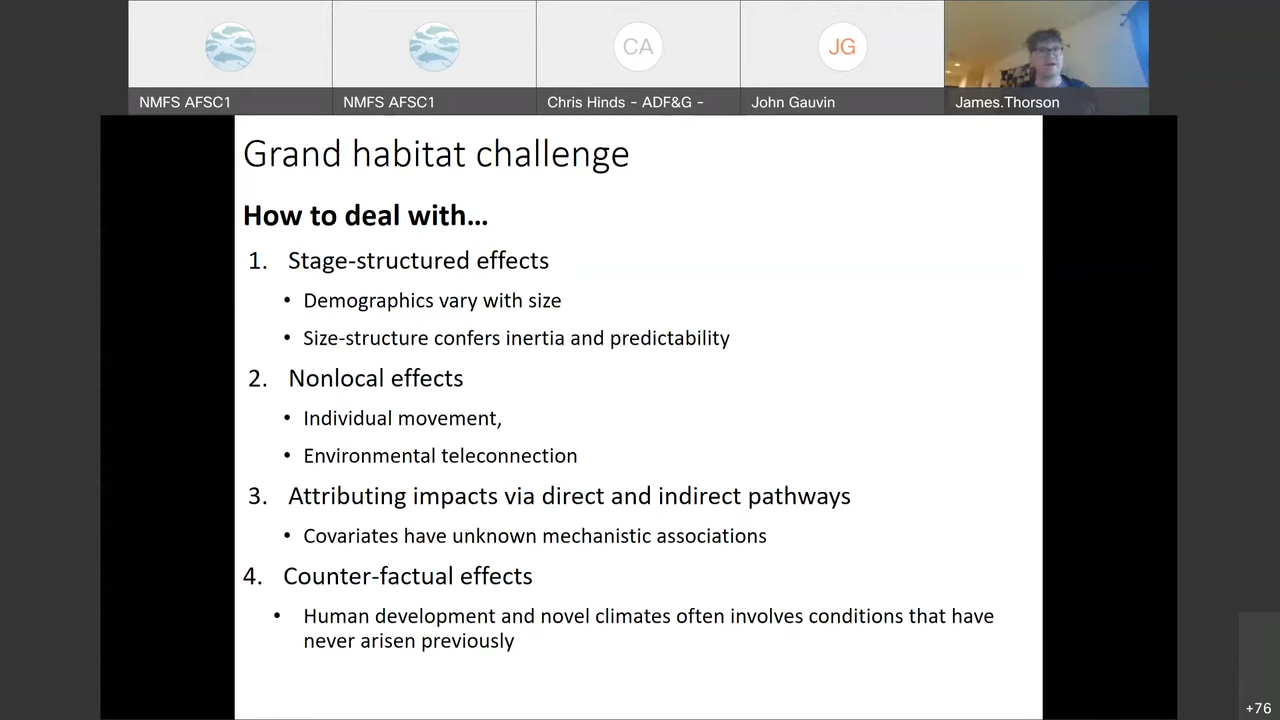 CA
JG
NMFS AFSC1
NMFS AFSC1
Chris Hinds - ADF&G -
John Gauvin
James.Thorson
Grand habitat challenge
How to deal with...
1. Stage-structured effects
• Demographics vary with size
• Size-structure confers inertia and predictability
2. Nonlocal effects
• Individual movement,
• Environmental teleconnection
3. Attributing impacts via direct and indirect pathways
• Covariates have unknown mechanistic associations
4. Counter-factual effects
• Human development and novel climates often involves conditions that have
never arisen previously
+76